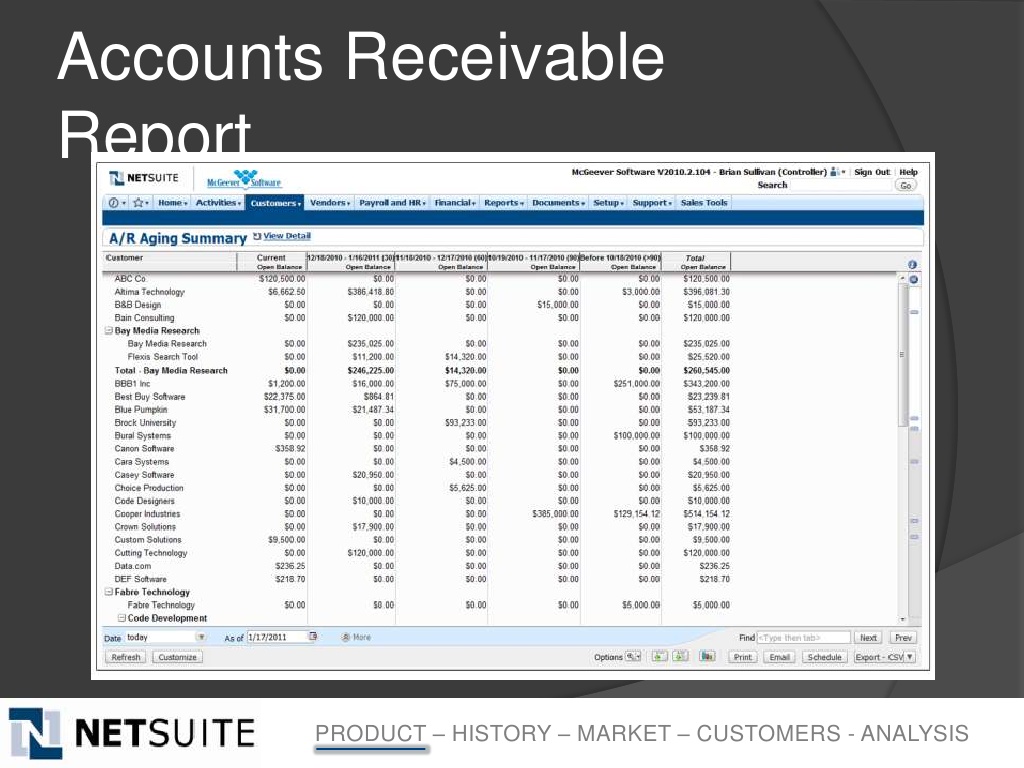 Accounts Receivable
Report
NETSUITE McGeever Software McGeever Software V2010.2.104 - Brian Sullivan (Controller) Sign Out Help
Search Go
Home Activities Customers Vendors Payroll and HR Financial Reports Documents Setup Support Sales Tools
A/R Aging Summary View Detail
Customer Current 12/18/2010 - 1/16/2011 (30) 11/18/2010 - 12/17/2010 (60) 10/19/2010 - 11/17/2010 (90) Before 10/18/2010 (>90) Total
Open Balance Open Balance Open Balance Open Balance Open Balance Open Balance
ABC Co $120,500.00 $0.00 $0.00 $0.00 $0.00 $120,500.00
Altima Technology $6,662.50 $386,418.80 $0.00 $0.00 $3,000.00 $396,081.30
B&B Design $0.00 $0.00 $0.00 $15,000.00 $0.00 $15,000.00
Bain Consulting $0.00 $120,000.00 $0.00 $0.00 $0.00 $120,000.00
Bay Media Research
Bay Media Research $0.00 $235,025.00 $0.00 $0.00 $0.00 $235,025.00
Flexis Search Tool $0.00 $11,200.00 $14,320.00 $0.00 $0.00 $25,520.00
Total - Bay Media Research $0.00 $246,225.00 $14,320.00 $0.00 $0.00 $260,545.00
BBB1 Inc $1,200.00 $16,000.00 $75,000.00 $0.00 $251,000.00 $343,200.00
Best Buy Software $22,375.00 $864.81 $0.00 $0.00 $0.00 $23,239.81
Blue Pumpkin $31,700.00 $21,487.34 $0.00 $0.00 $0.00 $53,187.34
Brock University $0.00 $0.00 $93,233.00 $0.00 $0.00 $93,233.00
Bural Systems $0.00 $0.00 $0.00 $0.00 $100,000.00 $100,000.00
Canon Software $358.92 $0.00 $0.00 $0.00 $0.00 $358.92
Cara Systems $0.00 $0.00 $4,500.00 $0.00 $0.00 $4,500.00
Casey Software $0.00 $20,950.00 $0.00 $0.00 $0.00 $20,950.00
Choice Production $0.00 $0.00 $5,625.00 $0.00 $0.00 $5,625.00
Code Designers $0.00 $10,000.00 $0.00 $0.00 $0.00 $10,000.00
Cooper Industries $0.00 $0.00 $0.00 $385,000.00 $129,154.12 $514,154.12
Crown Solutions $0.00 $17,900.00 $0.00 $0.00 $0.00 $17,900.00
Custom Solutions $9,500.00 $0.00 $0.00 $0.00 $0.00 $9,500.00
Cutting Technology $0.00 $120,000.00 $0.00 $0.00 $0.00 $120,000.00
Data.com $236.25 $0.00 $0.00 $0.00 $0.00 $236.25
DEF Software $218.70 $0.00 $0.00 $0.00 $0.00 $218.70
Fabre Technology
Fabre Technology $0.00 $0.00 $0.00 $0.00 $5,000.00 $5,000.00
Code Development
Date today As of 1/17/2011 More Find <Type then tab> Next Prev
Refresh Customize Options Print Email Schedule Export - CSV
NETSUITE PRODUCT – HISTORY – MARKET – CUSTOMERS - ANALYSIS